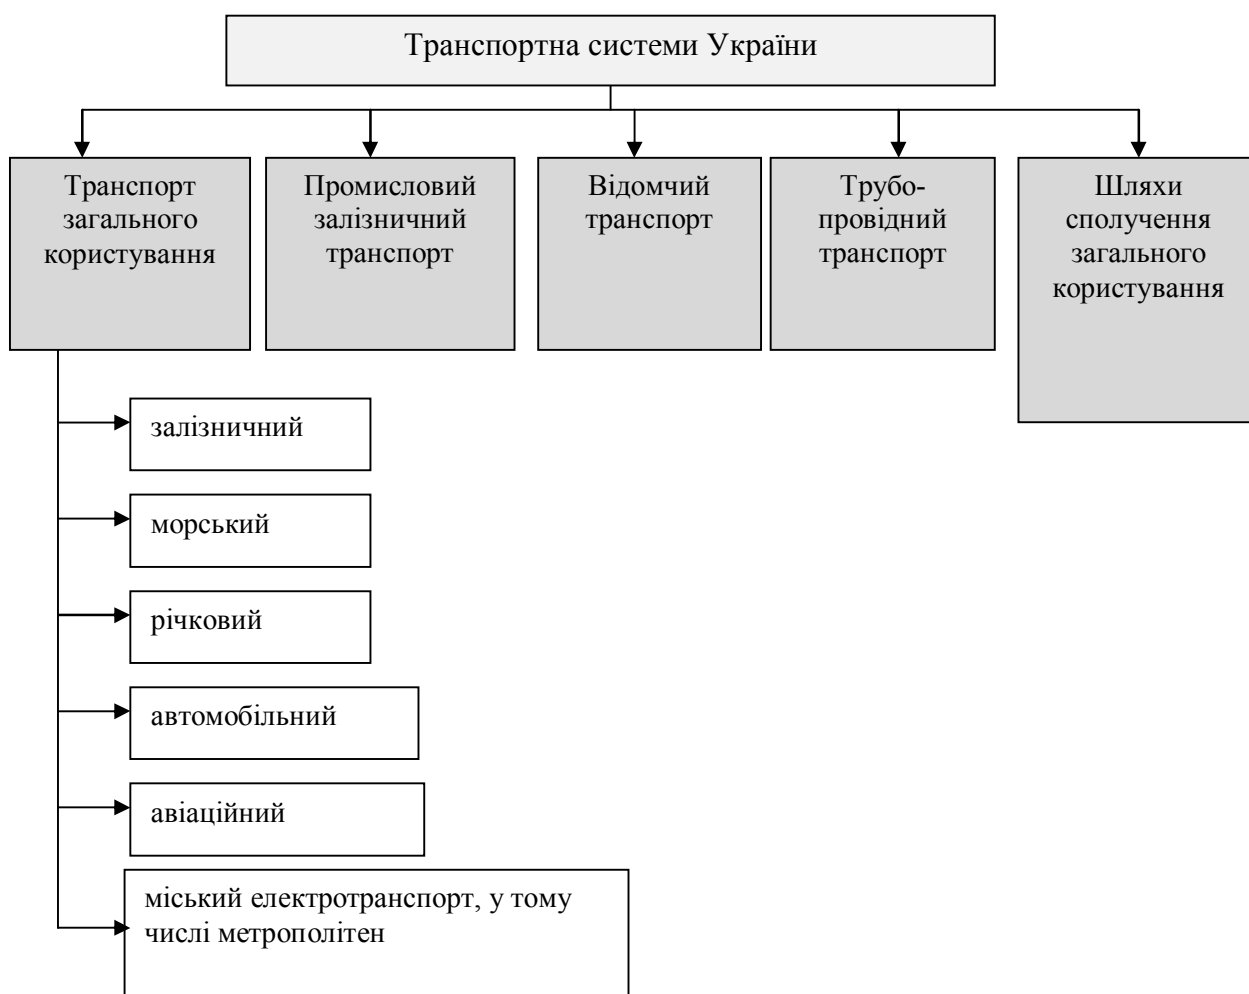 Транспортна системи України
Транспорт
загального
користування
Промисловий
залізничний
транспорт
Відомчий
транспорт
Трубо-
провідний
транспорт
Шляхи
сполучення
загального
користування
залізничний
морський
річковий
автомобільний
авіаційний
міський електротранспорт, у тому
числі метрополітен